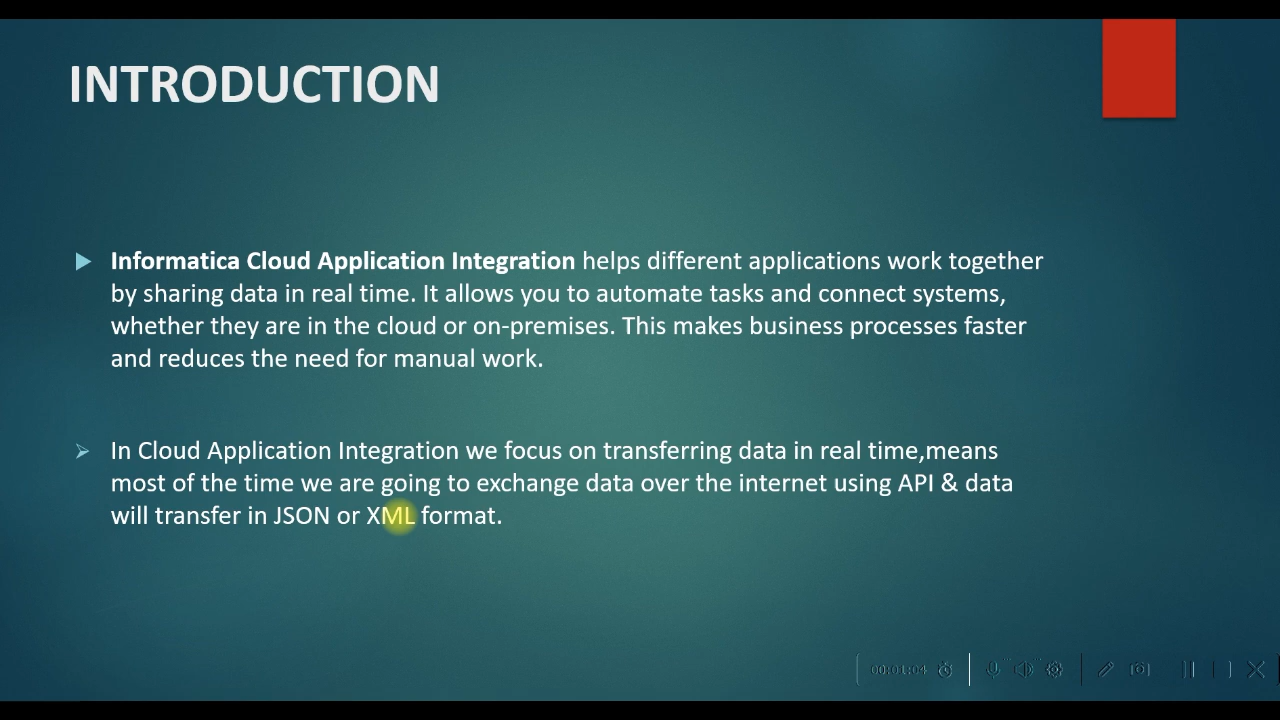 INTRODUCTION
Informatica Cloud Application Integration helps different applications work together
by sharing data in real time. It allows you to automate tasks and connect systems,
whether they are in the cloud or on-premises. This makes business processes faster
and reduces the need for manual work.
In Cloud Application Integration we focus on transferring data in real time,means
most of the time we are going to exchange data over the internet using API & data
will transfer in JSON or XML format.
00:01:04